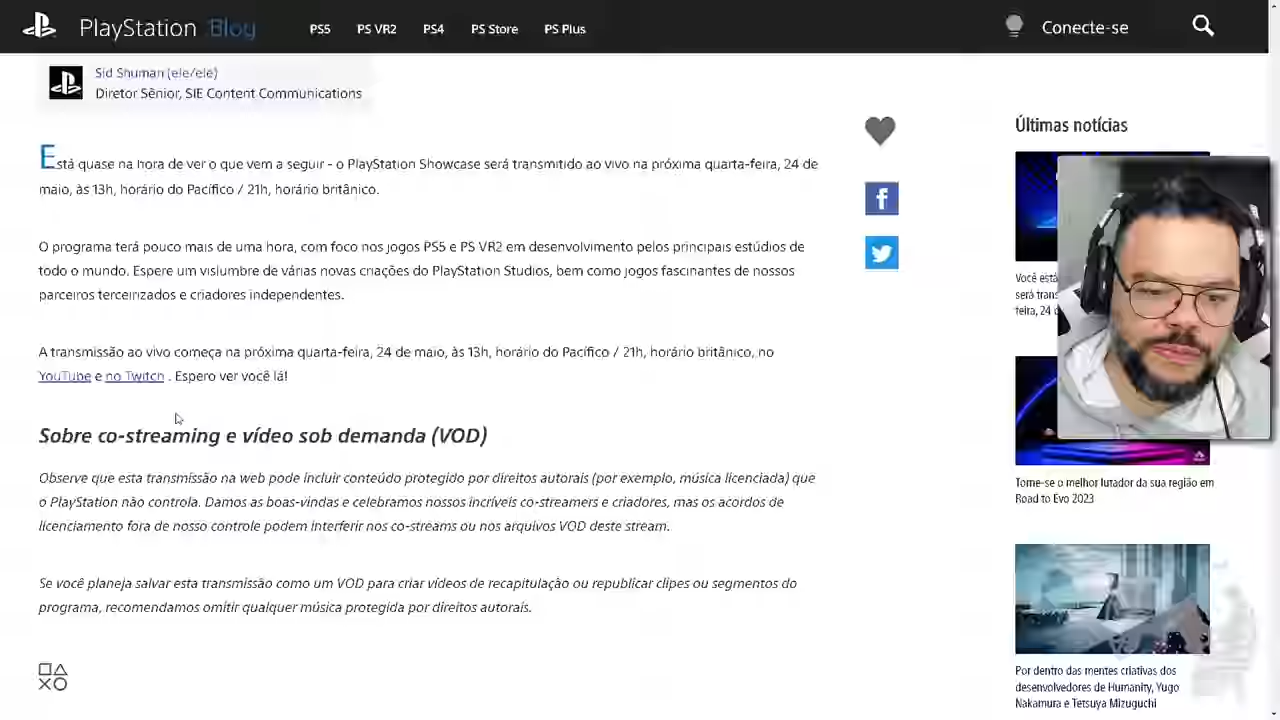 PlayStation Blog
PS5
PS VR2
PS4
PS Store
PS Plus
Conecte-se
Sid Shuman (ele/ele)
Diretor Sênior, SIE Content Communications
Está quase na hora de ver o que vem a seguir - o PlayStation Showcase será transmitido ao vivo na próxima quarta-feira, 24 de
maio, às 13h, horário do Pacífico / 21h, horário britânico.
O programa terá pouco mais de uma hora, com foco nos jogos PS5 e PS VR2 em desenvolvimento pelos principais estúdios de
todo o mundo. Espere um vislumbre de várias novas criações do PlayStation Studios, bem como jogos fascinantes de nossos
parceiros terceirizados e criadores independentes.
A transmissão ao vivo começa na próxima quarta-feira, 24 de maio, às 13h, horário do Pacífico / 21h, horário britânico, no
YouTube e no Twitch . Espero ver você lá!
Sobre co-streaming e vídeo sob demanda (VOD)
Observe que esta transmissão na web pode incluir conteúdo protegido por direitos autorais (por exemplo, música licenciada) que
o PlayStation não controla. Damos as boas-vindas e celebramos nossos incríveis co-streamers e criadores, mas os acordos de
licenciamento fora de nosso controle podem interferir nos co-streams ou nos arquivos VOD deste stream.
Se você planeja salvar esta transmissão como um VOD para criar vídeos de recapitulação ou republicar clipes ou segmentos do
programa, recomendamos omitir qualquer música protegida por direitos autorais.
Últimas notícias
Você está
será trans
feira, 24 d
Torne-se o melhor lutador da sua região em
Road to Evo 2023
Por dentro das mentes criativas dos
desenvolvedores de Humanity, Yugo
Nakamura e Tetsuya Mizuguchi